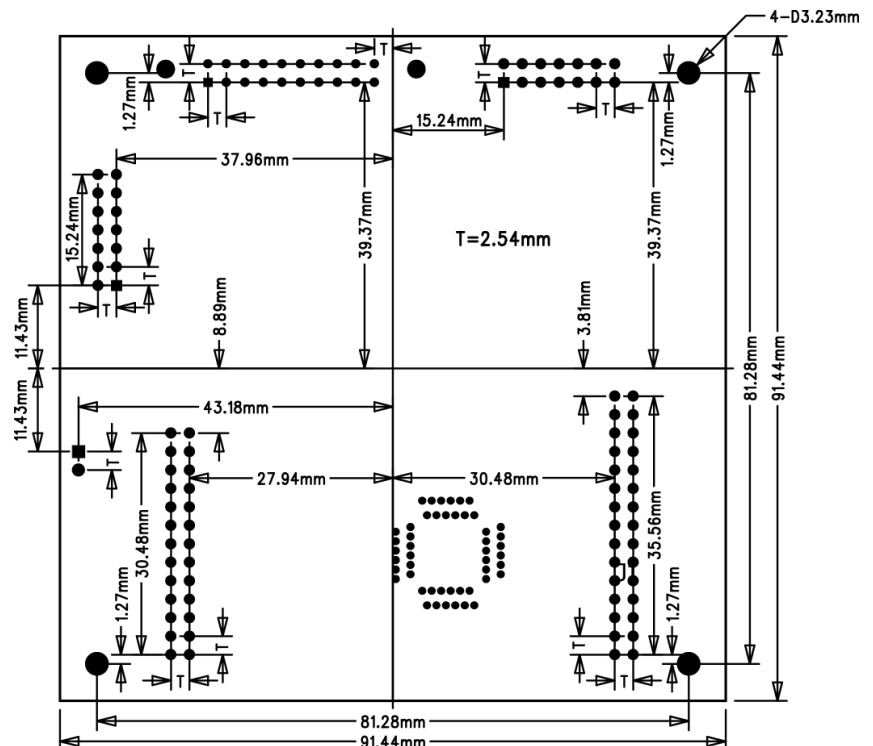 4-D3.23mm
T
T
T
1.27mm
T
T
1.27mm
15.24mm
37.96mm
39.37mm
39.37mm
15.24mm
T=2.54mm
T
T
11.43mm
8.89mm
3.81mm
11.43mm
43.18mm
81.28mm
91.44mm
T
27.94mm
30.48mm
30.48mm
35.56mm
J
1.27mm
1.27mm
T
T
T
T
81.28mm
91.44mm